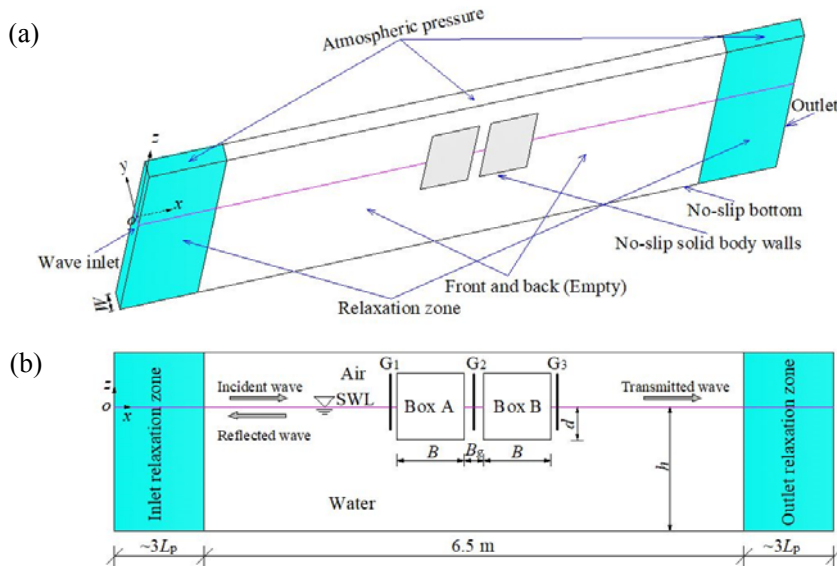 (a)
Atmospheric pressure
Outlet
z
y
x
o
Wave inlet
W
No-slip bottom
No-slip solid body walls
Front and back (Empty)
Relaxation zone
(b)
G1
G2
G3
Air
Incident wave
SWL
Transmitted wave
z
o
x
Box A
Box B
d
Reflected wave
B
Bg
B
h
Inlet relaxation zone
Outlet relaxation zone
Water
~3LP
6.5 m
~3LP